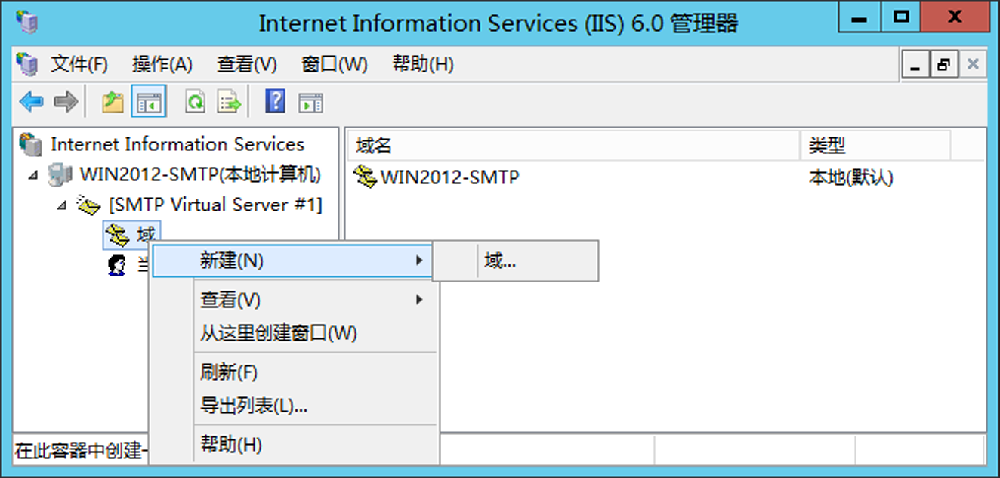 Internet Information Services (IIS) 6.0 管理器
文件(F) 操作(A) 查看(V) 窗口(W) 帮助(H)
Internet Information Services
WIN2012-SMTP(本地计算机)
[SMTP Virtual Server #1]
域
域名 类型
WIN2012-SMTP 本地(默认)
新建(N)
域...
查看(V)
从这里创建窗口(W)
刷新(F)
导出列表(L)...
帮助(H)
在此容器中创建